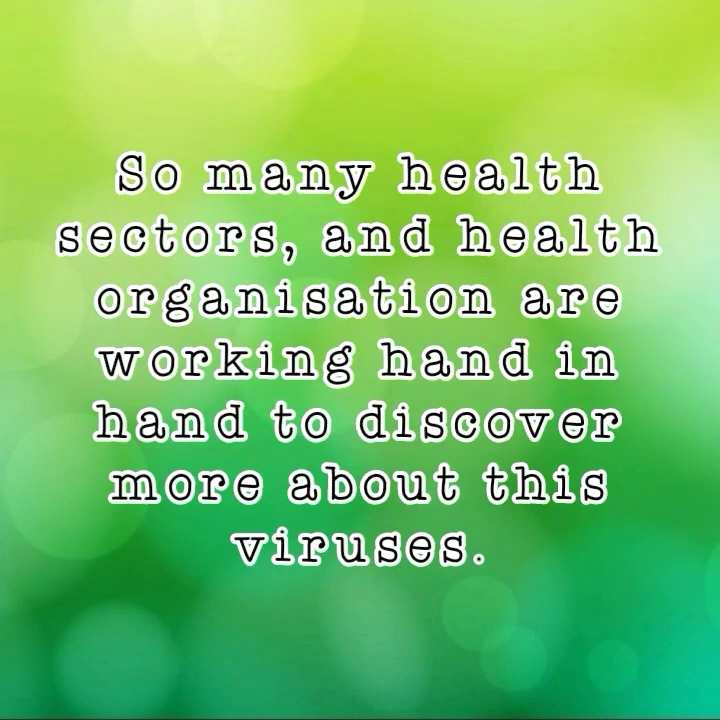 So many health
sectors, and health
organisation are
working hand in
hand to discover
more about this
viruses.